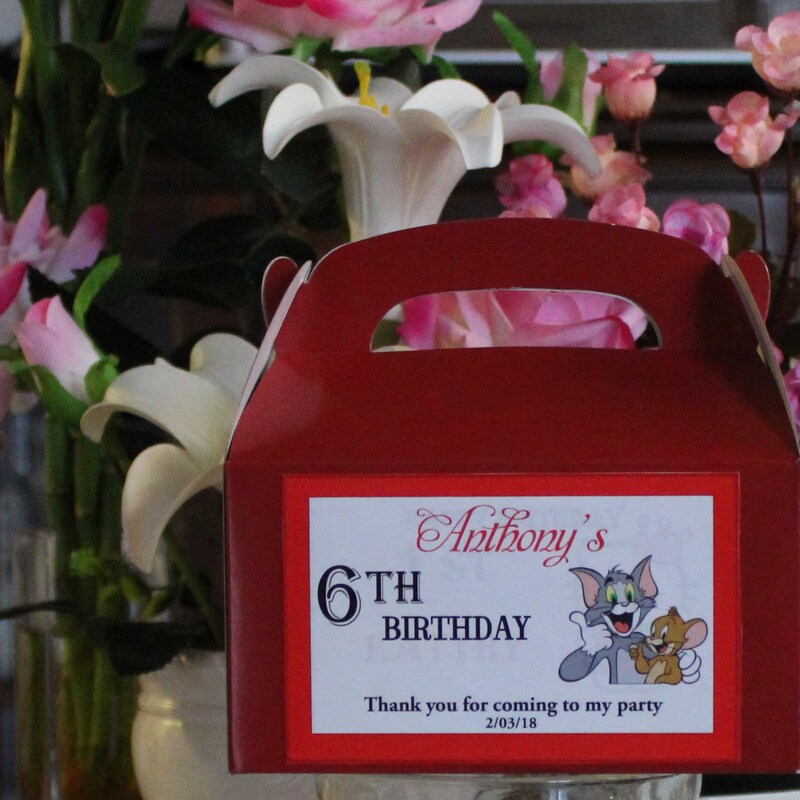 Anthony's
6TH
BIRTHDAY
Thank you for coming to my party
2/03/18